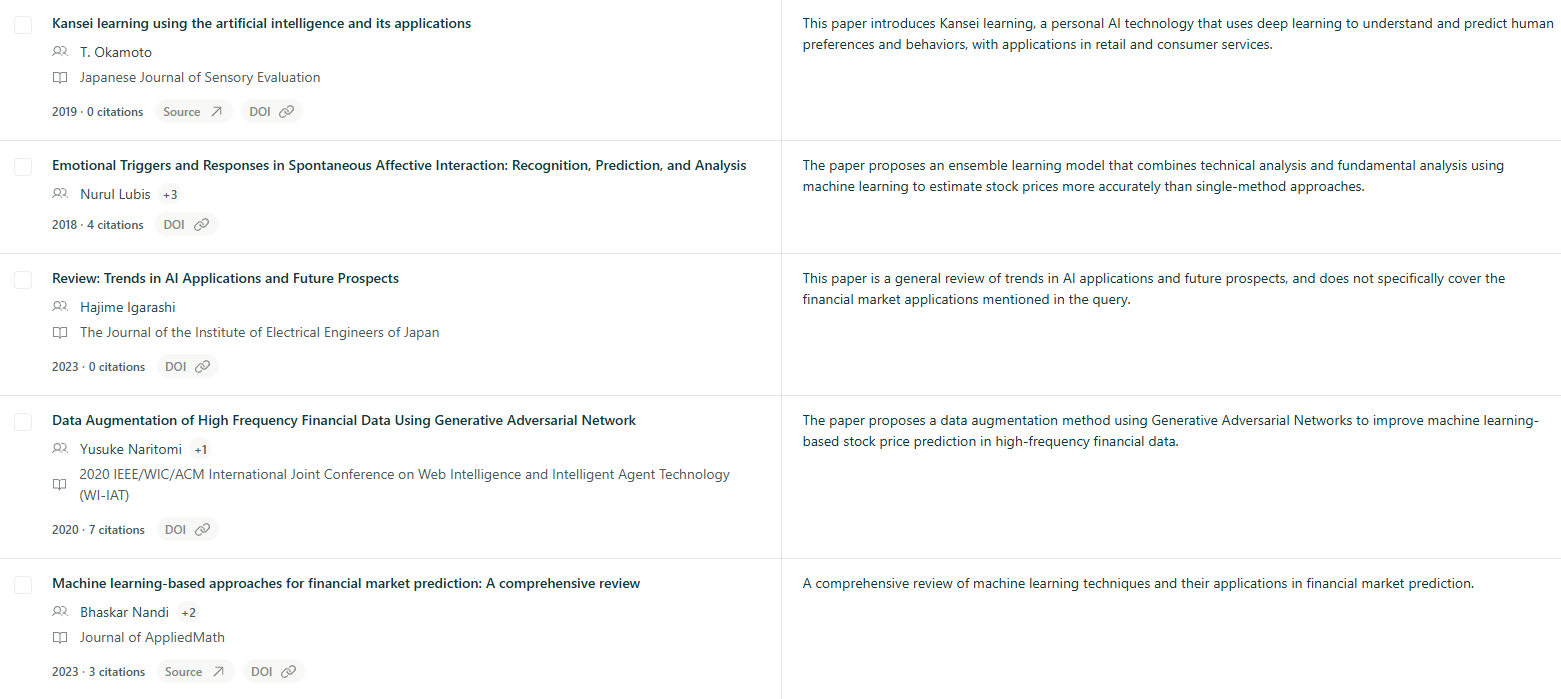 Kansei learning using the artificial intelligence and its applications
T. Okamoto
Japanese Journal of Sensory Evaluation
2019 · 0 citations Source DOI
This paper introduces Kansei learning, a personal AI technology that uses deep learning to understand and predict human
preferences and behaviors, with applications in retail and consumer services.
Emotional Triggers and Responses in Spontaneous Affective Interaction: Recognition, Prediction, and Analysis
Nurul Lubis +3
2018 · 4 citations DOI
The paper proposes an ensemble learning model that combines technical analysis and fundamental analysis using
machine learning to estimate stock prices more accurately than single-method approaches.
Review: Trends in AI Applications and Future Prospects
Hajime Igarashi
The Journal of the Institute of Electrical Engineers of Japan
2023 · 0 citations DOI
This paper is a general review of trends in AI applications and future prospects, and does not specifically cover the
financial market applications mentioned in the query.
Data Augmentation of High Frequency Financial Data Using Generative Adversarial Network
Yusuke Naritomi +1
2020 IEEE/WIC/ACM International Joint Conference on Web Intelligence and Intelligent Agent Technology
(WI-IAT)
2020 · 7 citations DOI
The paper proposes a data augmentation method using Generative Adversarial Networks to improve machine learning-
based stock price prediction in high-frequency financial data.
Machine learning-based approaches for financial market prediction: A comprehensive review
Bhaskar Nandi +2
Journal of AppliedMath
2023 · 3 citations Source DOI
A comprehensive review of machine learning techniques and their applications in financial market prediction.